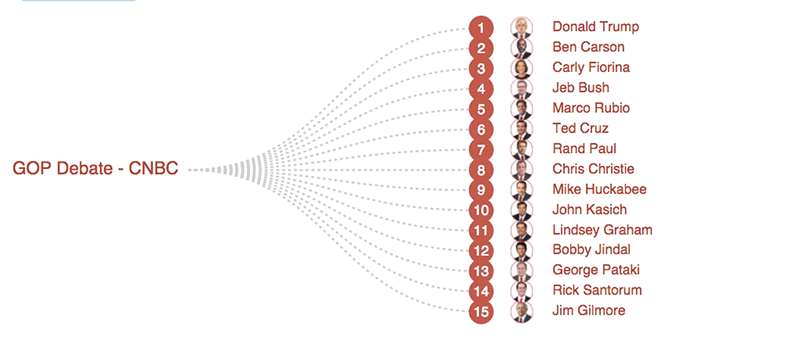 GOP Debate - CNBC
1 Donald Trump
2 Ben Carson
3 Carly Fiorina
4 Jeb Bush
5 Marco Rubio
6 Ted Cruz
7 Rand Paul
8 Chris Christie
9 Mike Huckabee
10 John Kasich
11 Lindsey Graham
12 Bobby Jindal
13 George Pataki
14 Rick Santorum
15 Jim Gilmore